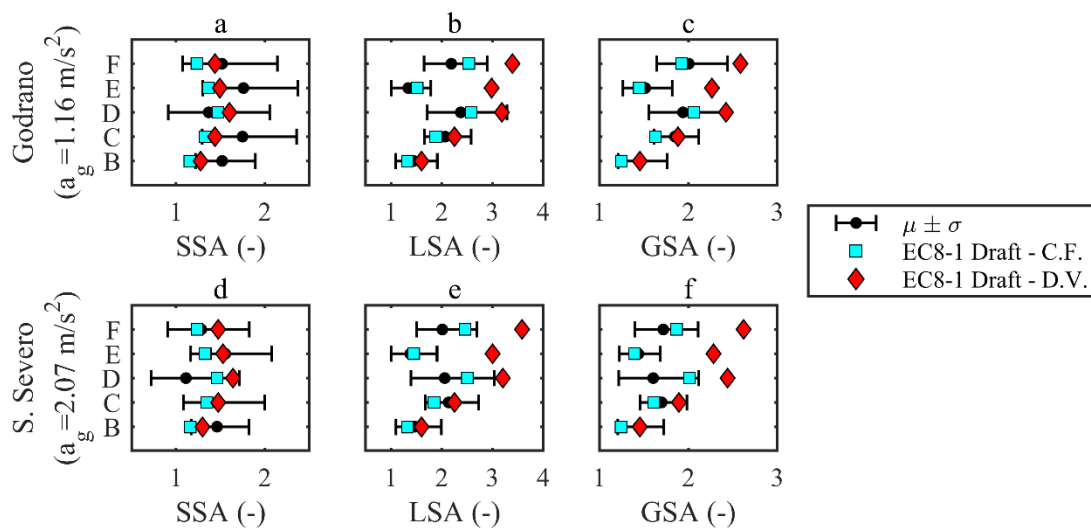 a
b
c
Godrano
(a_g=1.16 m/s²)
F
E
D
C
B
1 2
1 2 3 4
1 2 3
SSA (-)
LSA (-)
GSA (-)
μ ± σ
EC8-1 Draft - C.F.
EC8-1 Draft - D.V.
d
e
f
S. Severo
(a_g=2.07 m/s²)
F
E
D
C
B
1 2
1 2 3 4
1 2 3
SSA (-)
LSA (-)
GSA (-)